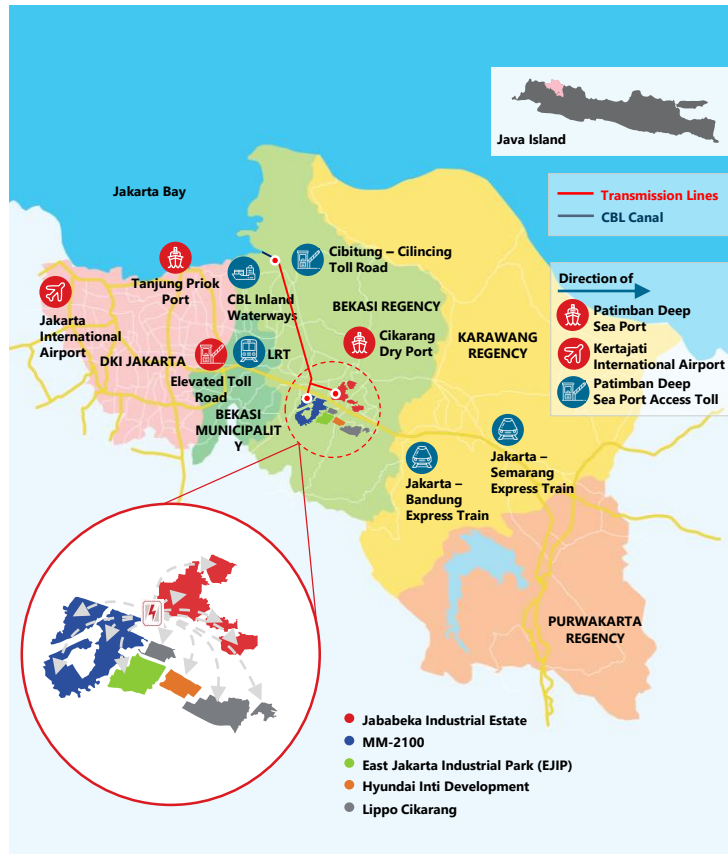 Java Island
Jakarta Bay
Transmission Lines
CBL Canal
Direction of
Patimban Deep
Sea Port
Kertajati
International Airport
Patimban Deep
Sea Port Access Toll
Tanjung Priok
Port
CBL Inland
Waterways
Cibitung – Cilincing
Toll Road
Jakarta
International
Airport
DKI JAKARTA
Elevated Toll
Road
LRT
BEKASI REGENCY
Cikarang
Dry Port
KARAWANG
REGENCY
BEKASI
MUNICIPALIT
Y
Jakarta –
Bandung
Express Train
Jakarta –
Semarang
Express Train
PURWAKARTA
REGENCY
Jababeka Industrial Estate
MM-2100
East Jakarta Industrial Park (EJIP)
Hyundai Inti Development
Lippo Cikarang